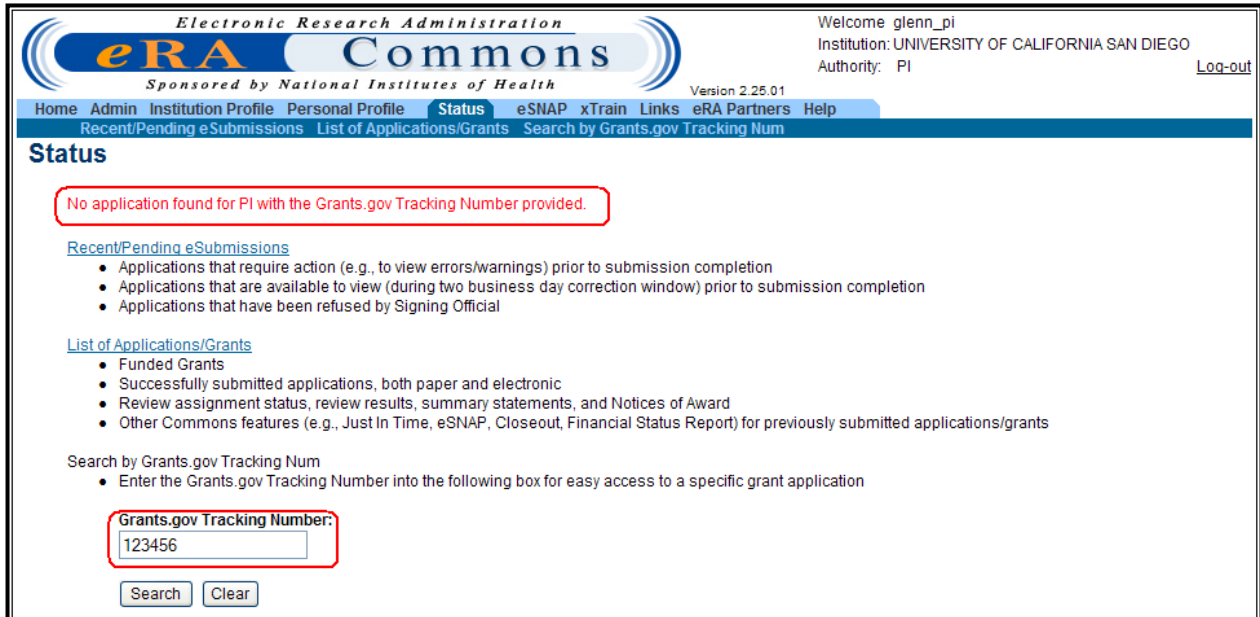 Electronic Research Administration
eRA Commons
Sponsored by National Institutes of Health
Version 2.25.01
Welcome glenn_pi
Institution: UNIVERSITY OF CALIFORNIA SAN DIEGO
Authority: PI
Log-out
Home Admin Institution Profile Personal Profile Status eSNAP xTrain Links eRA Partners Help
Recent/Pending eSubmissions List of Applications/Grants Search by Grants.gov Tracking Num
Status
No application found for PI with the Grants.gov Tracking Number provided.
Recent/Pending eSubmissions
• Applications that require action (e.g., to view errors/warnings) prior to submission completion
• Applications that are available to view (during two business day correction window) prior to submission completion
• Applications that have been refused by Signing Official
List of Applications/Grants
• Funded Grants
• Successfully submitted applications, both paper and electronic
• Review assignment status, review results, summary statements, and Notices of Award
• Other Commons features (e.g., Just In Time, eSNAP, Closeout, Financial Status Report) for previously submitted applications/grants
Search by Grants.gov Tracking Num
• Enter the Grants.gov Tracking Number into the following box for easy access to a specific grant application
Grants.gov Tracking Number:
123456
Search Clear